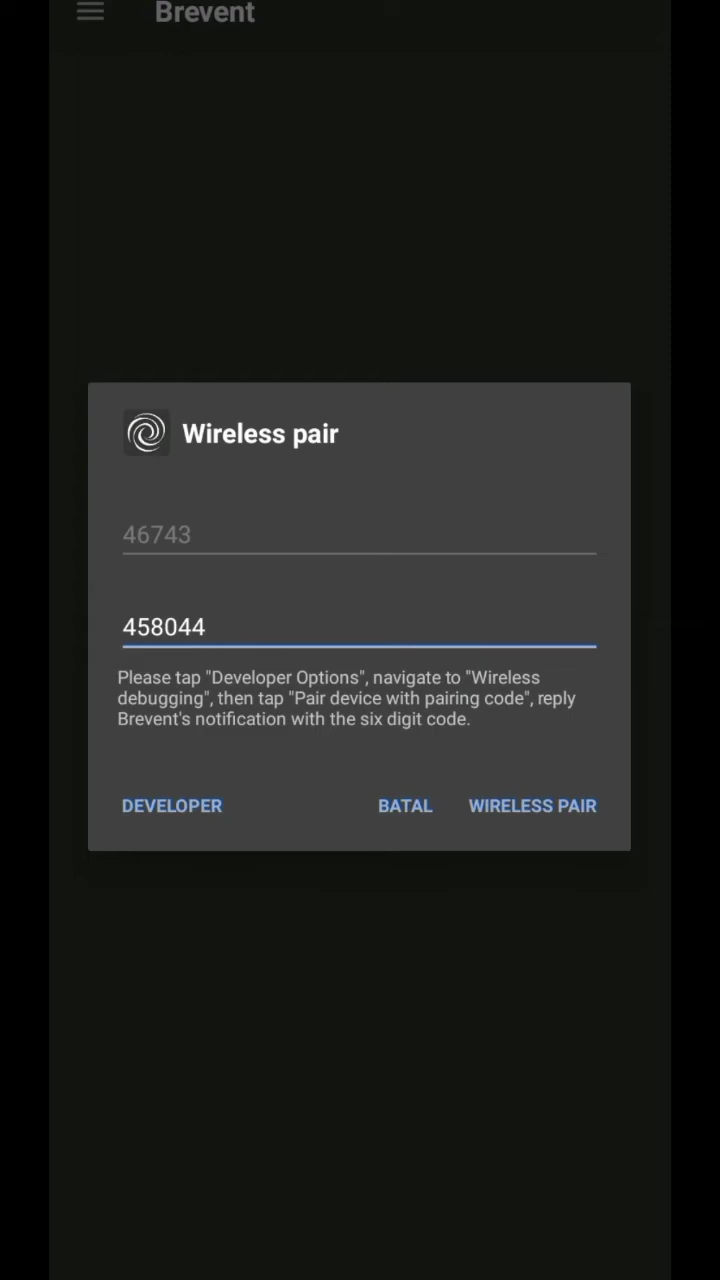 Brevent
Wireless pair
46743
458044
Please tap "Developer Options", navigate to "Wireless
debugging", then tap "Pair device with pairing code", reply
Brevent's notification with the six digit code.
DEVELOPER BATAL WIRELESS PAIR